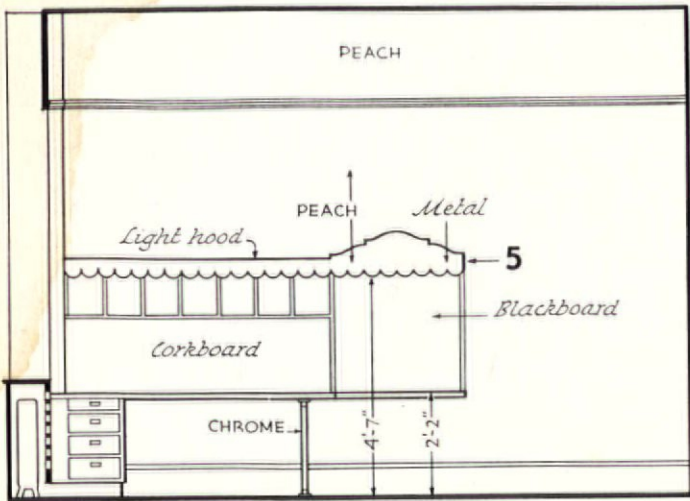 PEACH
PEACH
Metal
Light hood
5
Blackboard
Corkboard
CHROME
4'-7"
2'-2"